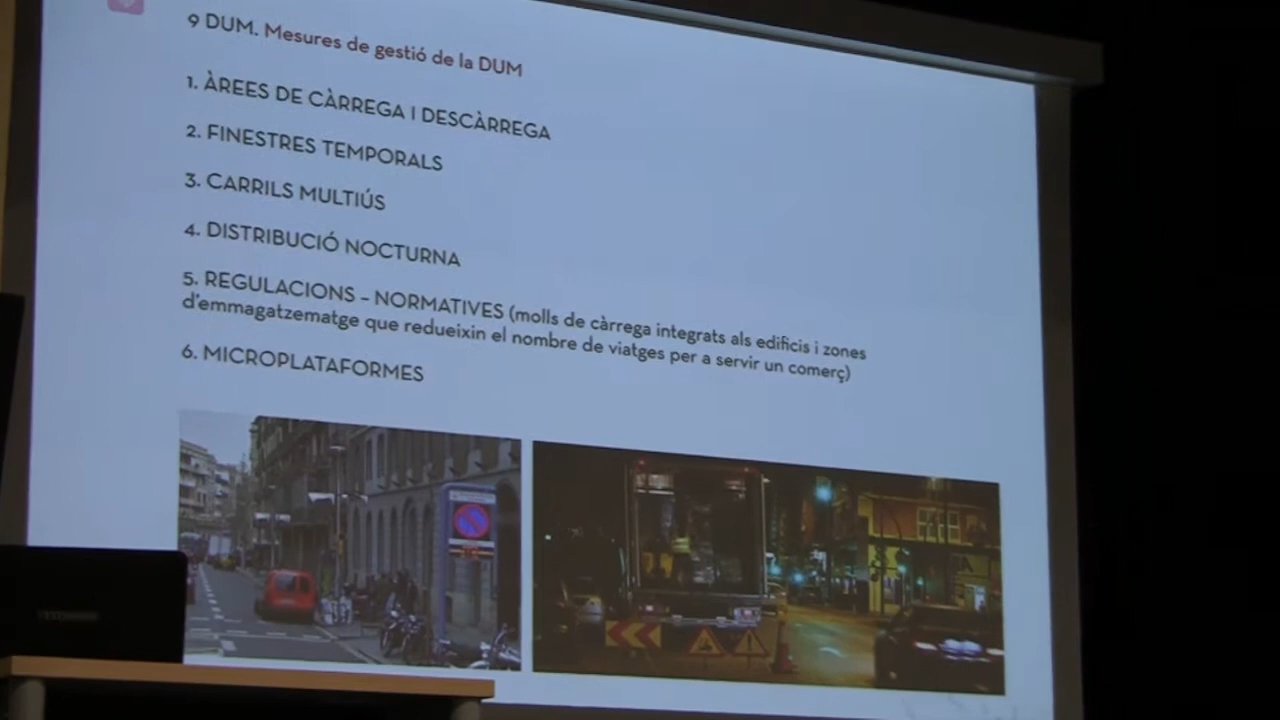 9 DUM. Mesures de gestió de la DUM
1. ÀREES DE CÀRREGA I DESCÀRREGA
2. FINESTRES TEMPORALS
3. CARRILS MULTIÚS
4. DISTRIBUCIÓ NOCTURNA
5. REGULACIONS – NORMATIVES (molls de càrrega integrats als edificis i zones
d'emmagatzematge que redueixin el nombre de viatges per a servir un comerç)
6. MICROPLATAFORMES